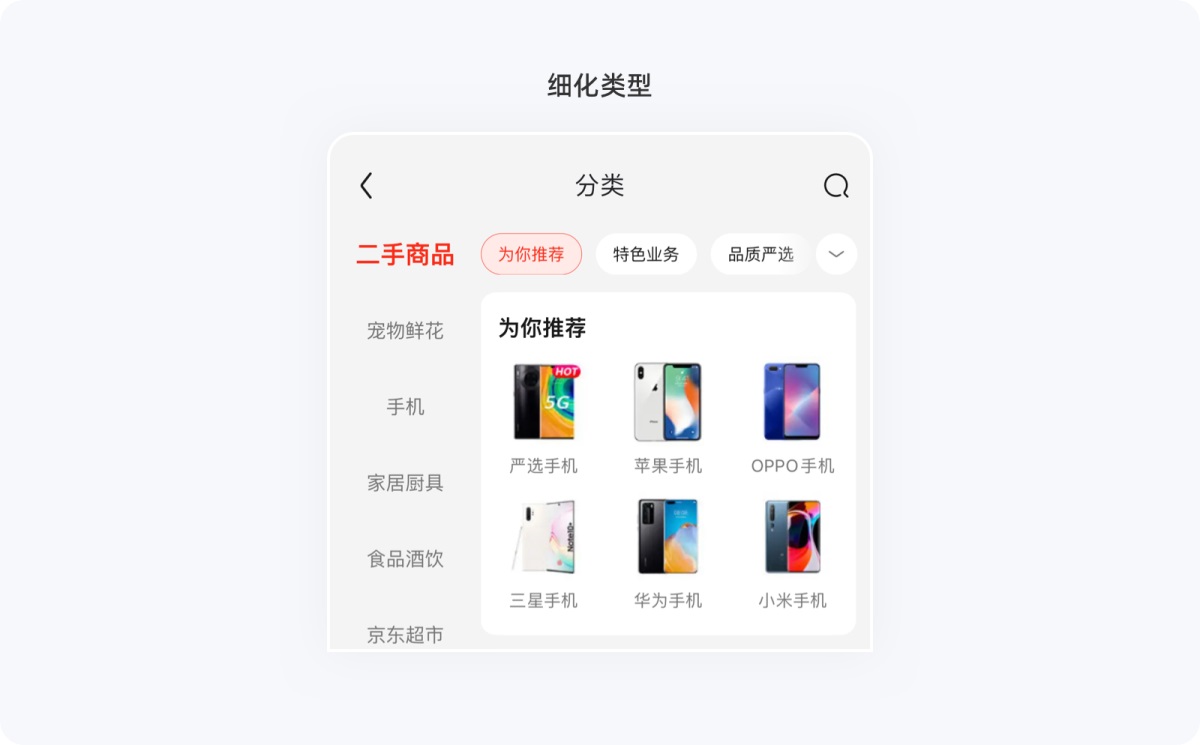 细化类型
分类
二手商品
为你推荐
特色业务
品质严选
宠物鲜花
手机
家居厨具
食品酒饮
京东超市
为你推荐
HOT
5G
严选手机
苹果手机
OPPO手机
Note10+
08:08
三星手机
华为手机
小米手机